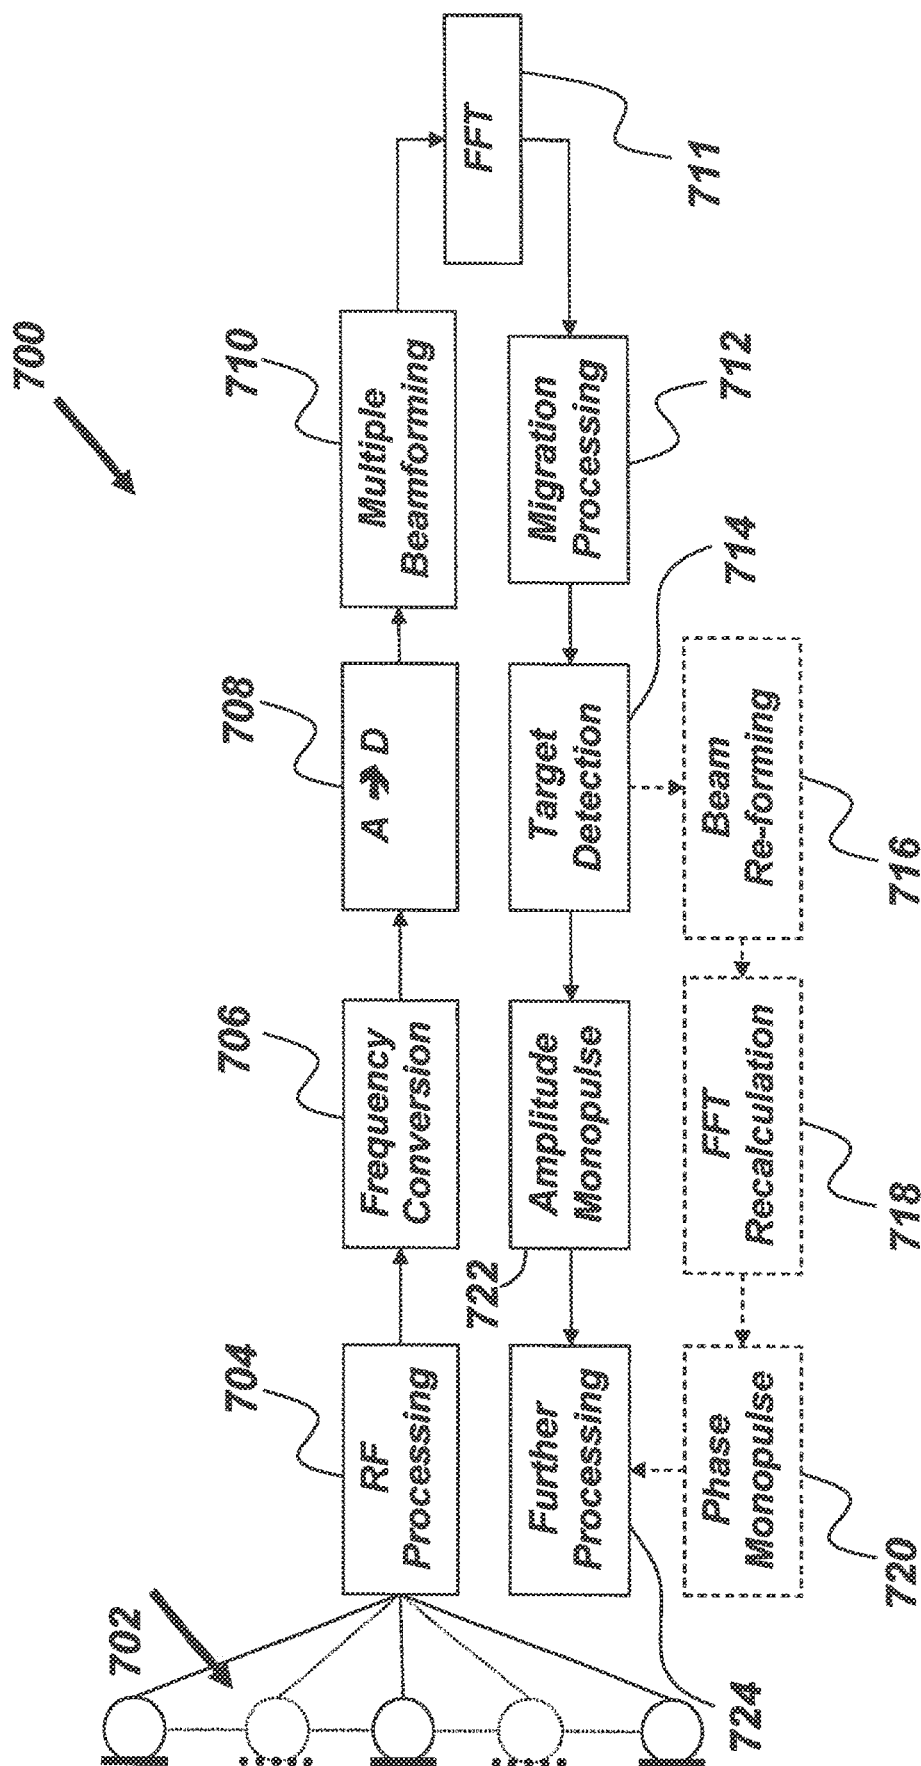 700
702
704
RF
Processing
706
Frequency
Conversion
708
A → D
710
Multiple
Beamforming
FFT
711
Migration
Processing
712
Target
Detection
714
Amplitude
Monopulse
722
Further
Processing
724
Beam
Re-forming
716
FFT
Recalculation
718
Phase
Monopulse
720